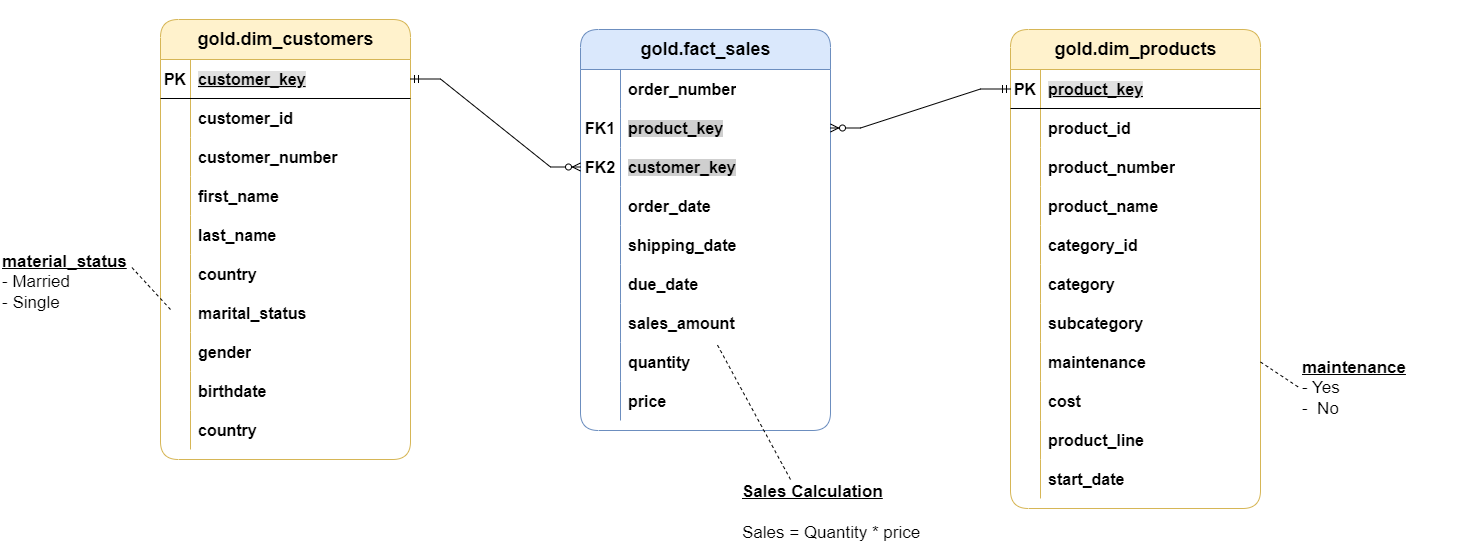 gold.dim_customers
PK customer_key
customer_id
customer_number
first_name
last_name
country
marital_status
gender
birthdate
country
material_status
- Married
- Single
gold.fact_sales
order_number
FK1 product_key
FK2 customer_key
order_date
shipping_date
due_date
sales_amount
quantity
price
Sales Calculation
Sales = Quantity * price
gold.dim_products
PK product_key
product_id
product_number
product_name
category_id
category
subcategory
maintenance
cost
product_line
start_date
maintenance
- Yes
- No